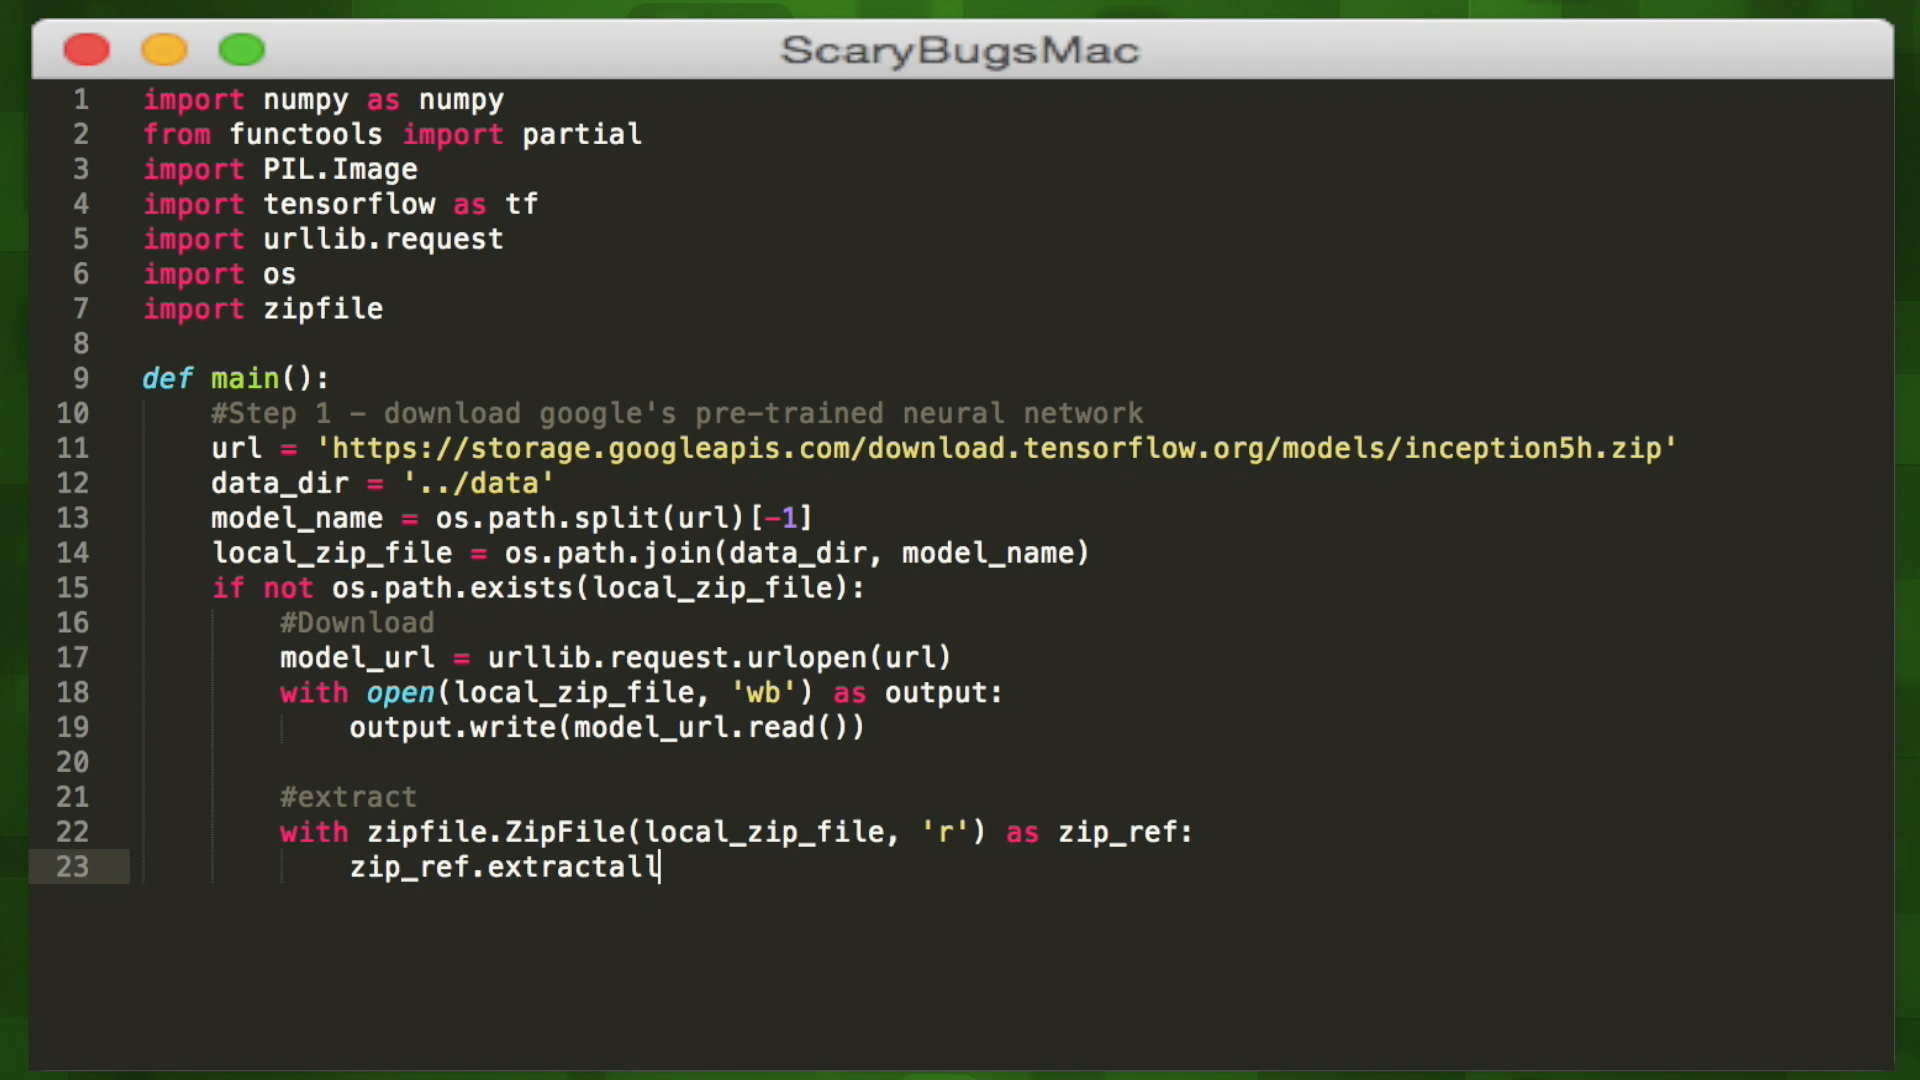 ScaryBugsMac
1 import numpy as numpy
2 from functools import partial
3 import PIL.Image
4 import tensorflow as tf
5 import urllib.request
6 import os
7 import zipfile
8
9 def main():
10 #Step 1 - download google's pre-trained neural network
11 url = 'https://storage.googleapis.com/download.tensorflow.org/models/inception5h.zip'
12 data_dir = '../data'
13 model_name = os.path.split(url)[-1]
14 local_zip_file = os.path.join(data_dir, model_name)
15 if not os.path.exists(local_zip_file):
16 #Download
17 model_url = urllib.request.urlopen(url)
18 with open(local_zip_file, 'wb') as output:
19 output.write(model_url.read())
20
21 #extract
22 with zipfile.ZipFile(local_zip_file, 'r') as zip_ref:
23 zip_ref.extractall